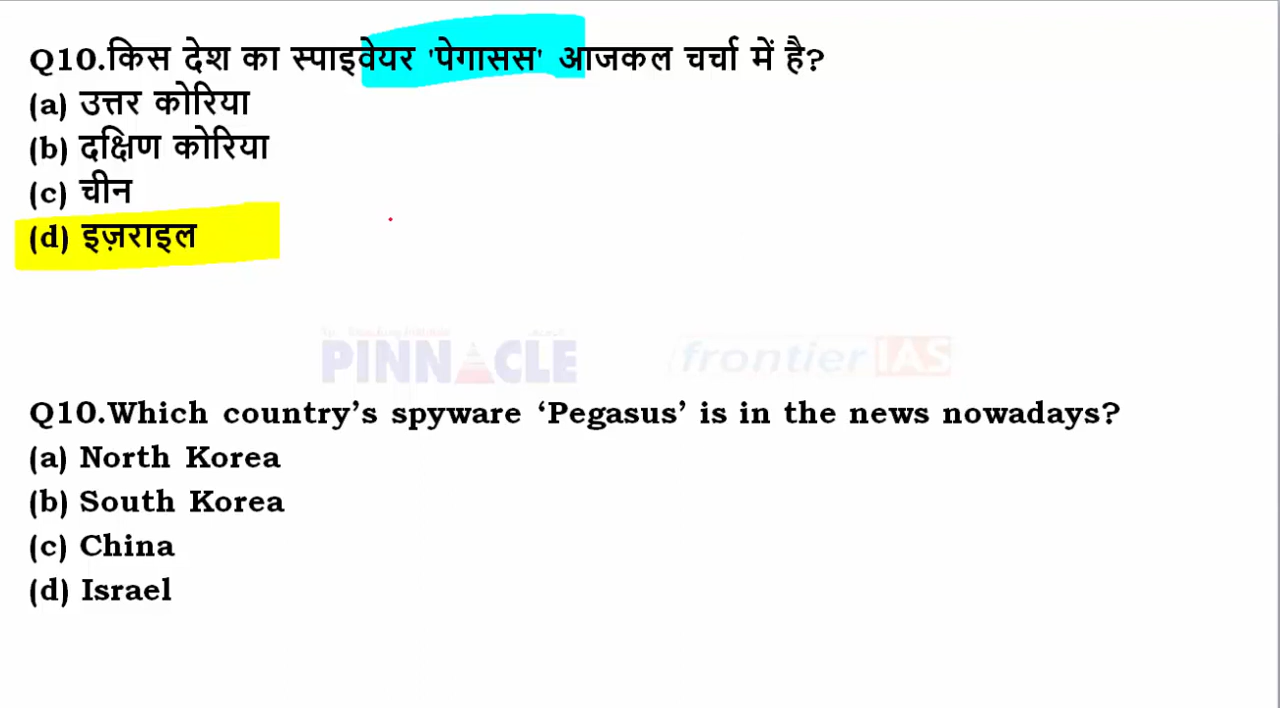 Q10.किस देश का स्पाइवेयर 'पेगासस' आजकल चर्चा में है?
(a) उत्तर कोरिया
(b) दक्षिण कोरिया
(c) चीन
(d) इज़राइल
PINNACLE frontier IAS
Q10.Which country’s spyware ‘Pegasus’ is in the news nowadays?
(a) North Korea
(b) South Korea
(c) China
(d) Israel